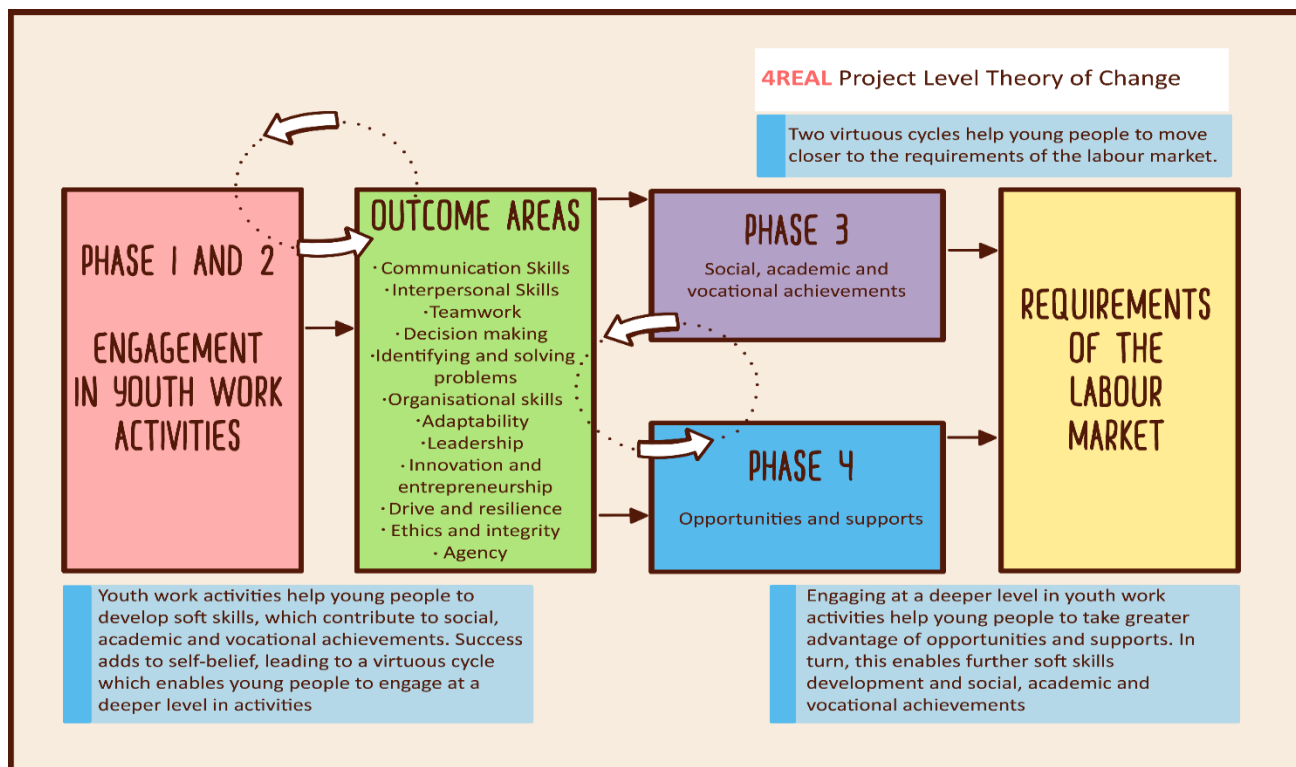 4REAL Project Level Theory of Change
Two virtuous cycles help young people to move
closer to the requirements of the labour market.
PHASE 1 AND 2
ENGAGEMENT
IN YOUTH WORK
ACTIVITIES
OUTCOME AREAS
· Communication Skills
· Interpersonal Skills
· Teamwork
· Decision making
· Identifying and solving
problems
· Organisational skills
· Adaptability
· Leadership
· Innovation and
entrepreneurship
· Drive and resilience
· Ethics and integrity
· Agency
PHASE 3
Social, academic and
vocational achievements
PHASE 4
Opportunities and supports
REQUIREMENTS
OF THE
LABOUR
MARKET
Youth work activities help young people to
develop soft skills, which contribute to social,
academic and vocational achievements. Success
adds to self-belief, leading to a virtuous cycle
which enables young people to engage at a
deeper level in activities
Engaging at a deeper level in youth work
activities help young people to take greater
advantage of opportunities and supports. In
turn, this enables further soft skills
development and social, academic and
vocational achievements